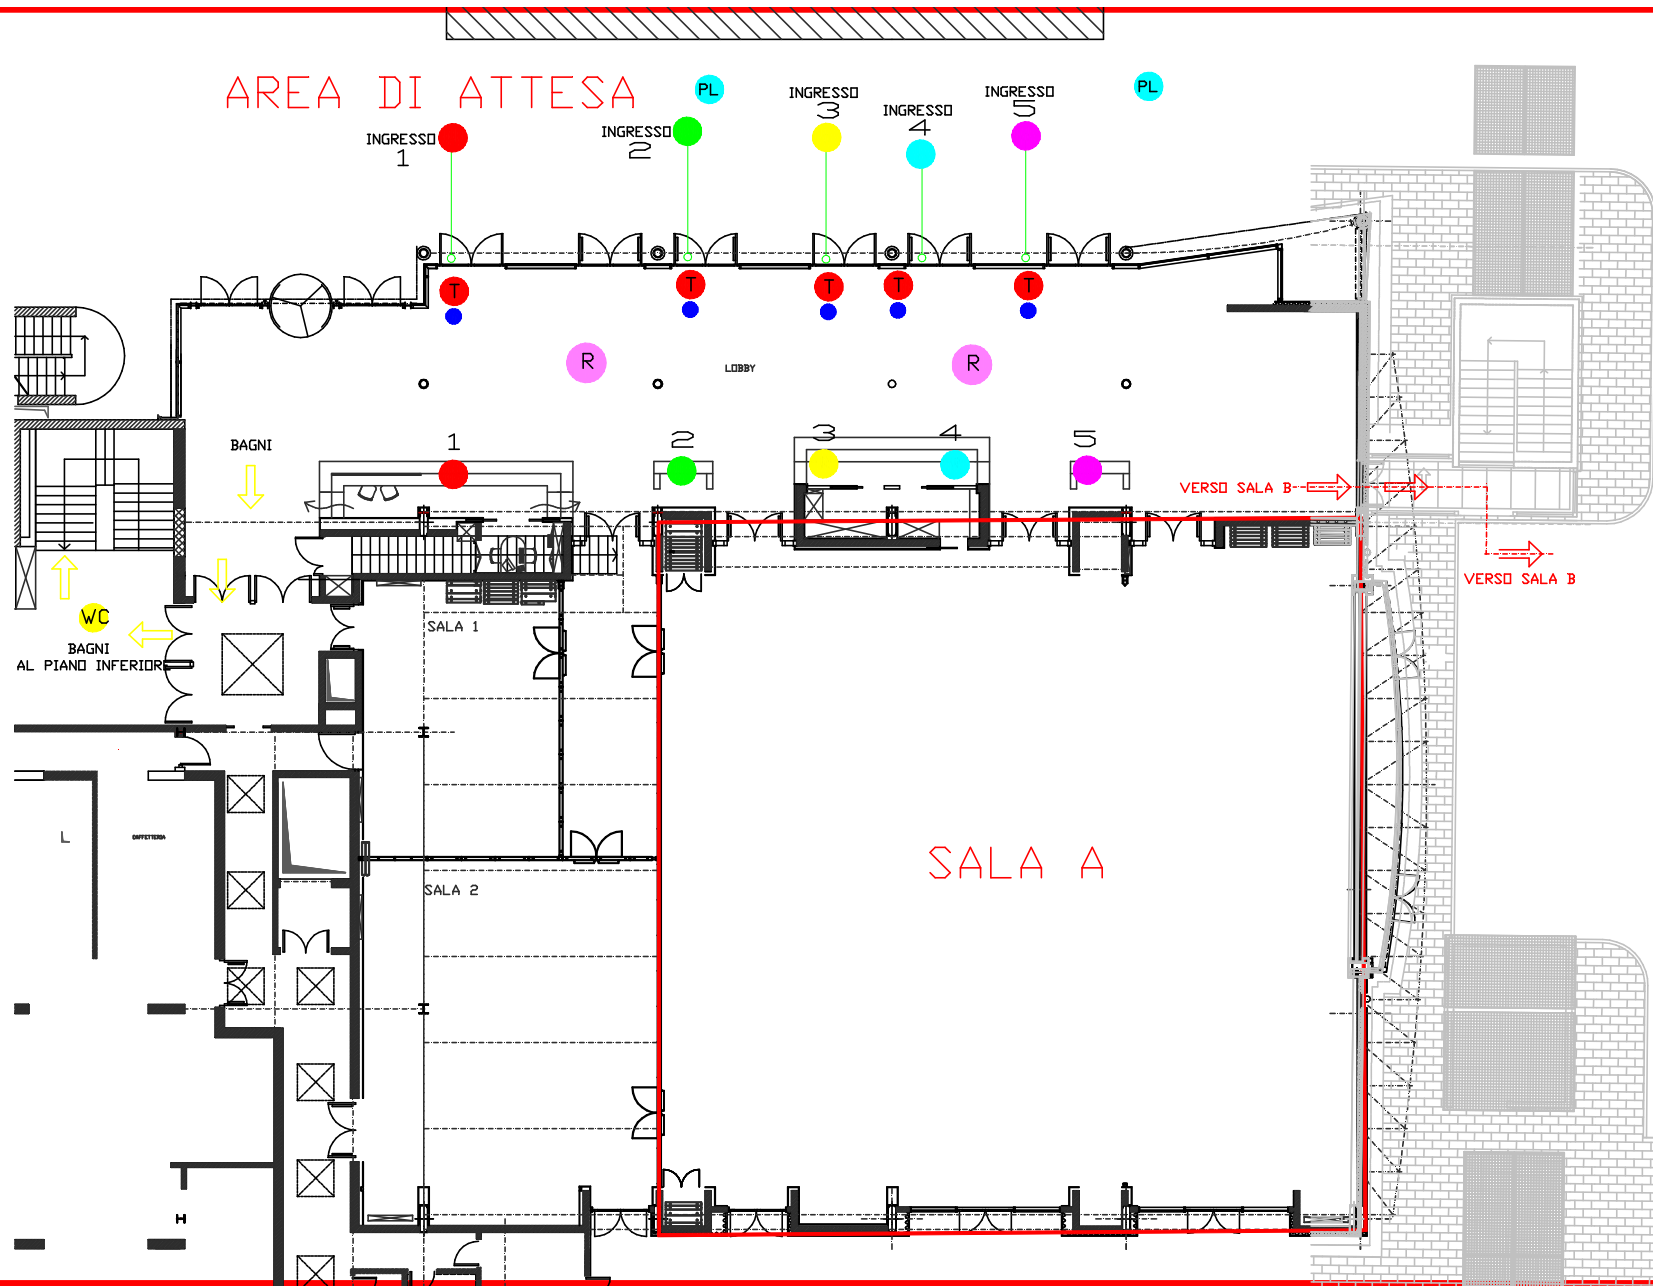 AREA DI ATTESA
PL
PL
INGRESSO
1
INGRESSO
2
INGRESSO
3
INGRESSO
4
INGRESSO
5
T
T
T
T
T
R
R
LOBBY
BAGNI
1
2
3
4
5
VERSO SALA B
VERSO SALA B
WC
BAGNI
AL PIANO INFERIORE
SALA 1
SALA A
SALA 2
CAFFETTERIA